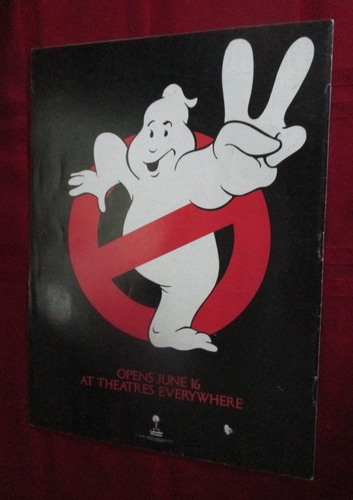 OPENS JUNE 16
AT THEATRES EVERYWHERE